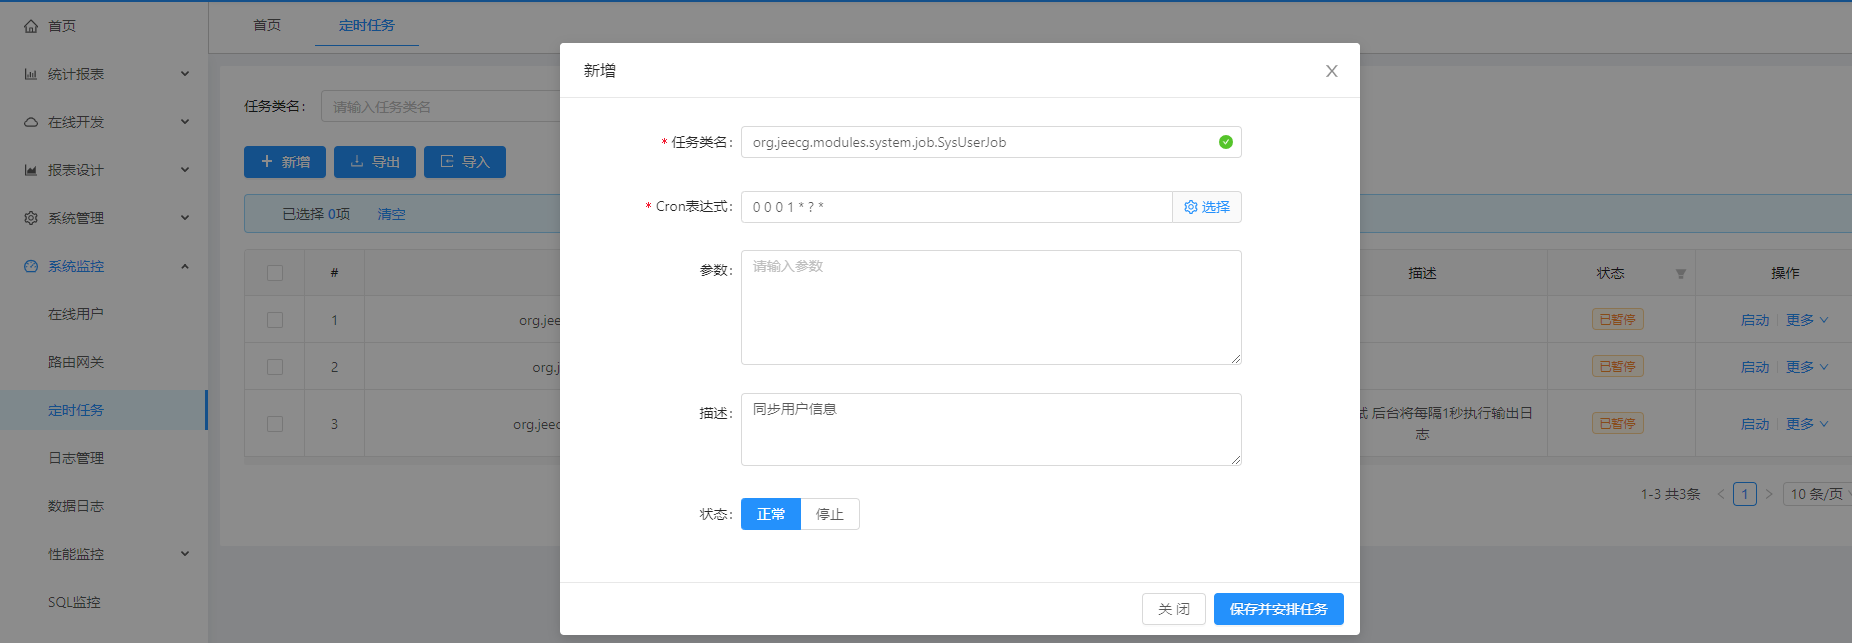 首页
统计报表
在线开发
报表设计
系统管理
系统监控
在线用户
路由网关
定时任务
日志管理
数据日志
性能监控
SQL监控
首页 定时任务
任务类名： 请输入任务类名
新增 导出 导入
已选择 0项 清空
# 描述 状态 操作
1 org.jee 已暂停 启动 更多
2 org.j 已暂停 启动 更多
3 org.jeec 试 后台将每隔1秒执行输出日志 已暂停 启动 更多
1-3 共3条 < 1 > 10 条/页
新增 X
* 任务类名： org.jeecg.modules.system.job.SysUserJob
* Cron表达式： 0 0 0 1 * ? * 选择
参数： 请输入参数
描述： 同步用户信息
状态： 正常 停止
关 闭 保存并安排任务